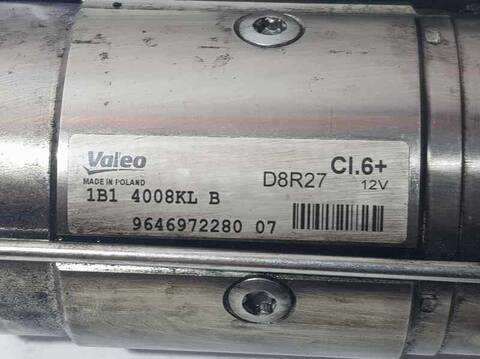 Valeo
MADE IN POLAND
1B1 4008KL B
9646972280 07
D8R27 Cl.6+
12V